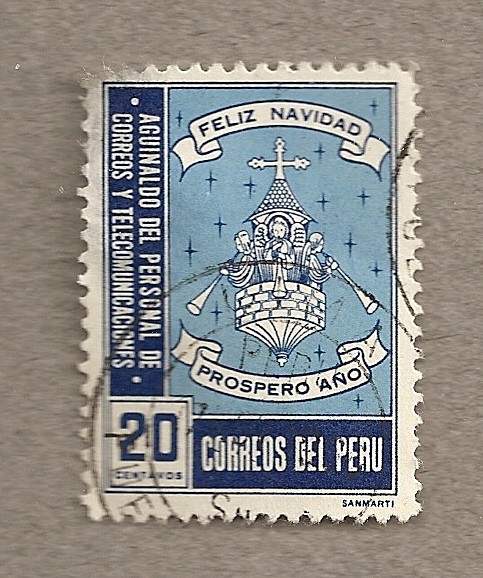 FELIZ NAVIDAD
PROSPERO AÑO
• AGUINALDO DEL PERSONAL DE
CORREOS Y TELECOMUNICACIONES •
20
CENTAVOS
CORREOS DEL PERU
SANMARTI